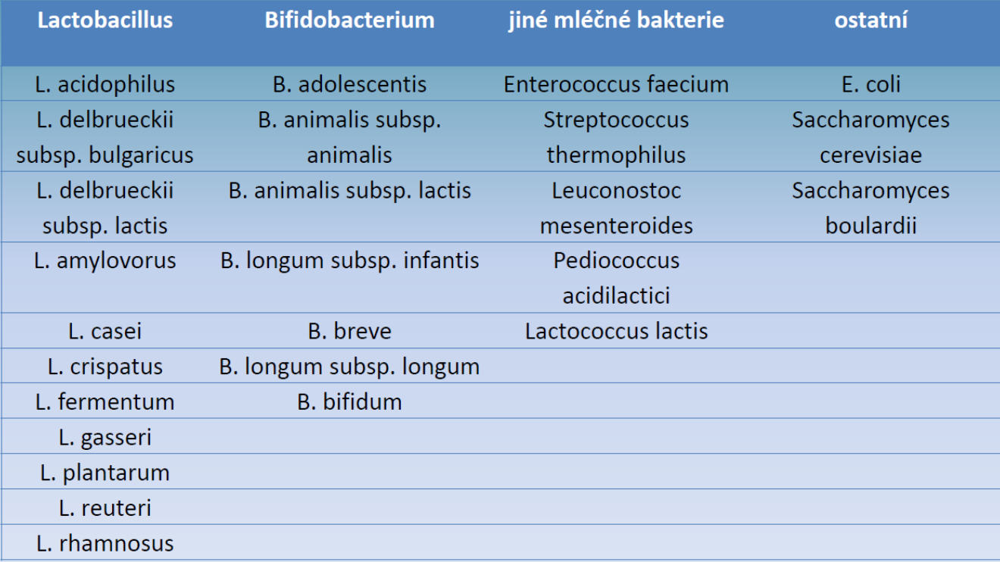 Lactobacillus Bifidobacterium jiné mléčné bakterie ostatní
L. acidophilus B. adolescentis Enterococcus faecium E. coli
L. delbrueckii B. animalis subsp. Streptococcus Saccharomyces
subsp. bulgaricus animalis thermophilus cerevisiae
L. delbrueckii B. animalis subsp. lactis Leuconostoc Saccharomyces
subsp. lactis mesenteroides boulardii
L. amylovorus B. longum subsp. infantis Pediococcus
acidilactici
L. casei B. breve Lactococcus lactis
L. crispatus B. longum subsp. longum
L. fermentum B. bifidum
L. gasseri
L. plantarum
L. reuteri
L. rhamnosus